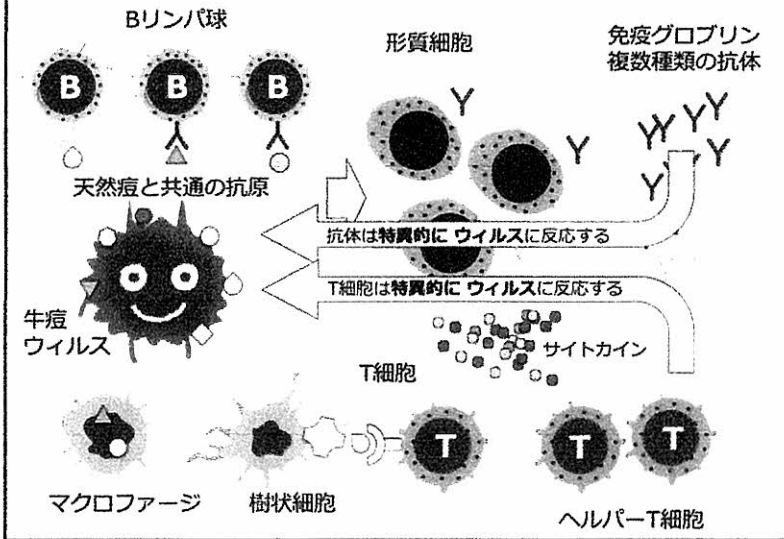 Bリンパ球
形質細胞
免疫グロブリン
複数種類の抗体
B
B
B
天然痘と共通の抗原
抗体は特異的に ウィルスに反応する
T細胞は特異的に ウィルスに反応する
牛痘
ウィルス
サイトカイン
T細胞
T
T
T
マクロファージ
樹状細胞
ヘルパーT細胞